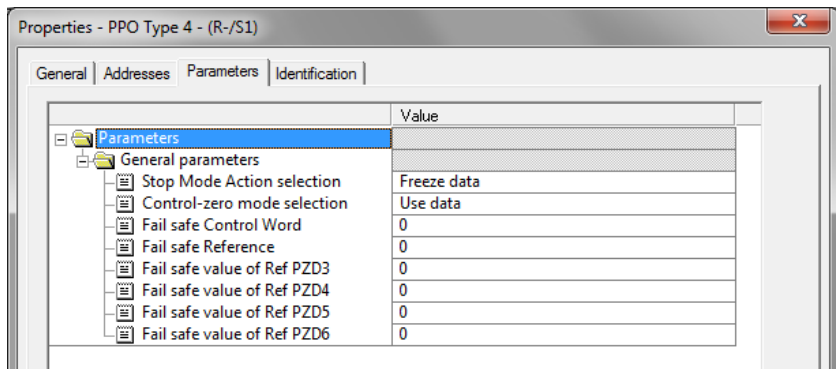 Properties - PPO Type 4 - (R-/S1)
x
General Addresses Parameters Identification
Value
Parameters
General parameters
Stop Mode Action selection Freeze data
Control-zero mode selection Use data
Fail safe Control Word 0
Fail safe Reference 0
Fail safe value of Ref PZD3 0
Fail safe value of Ref PZD4 0
Fail safe value of Ref PZD5 0
Fail safe value of Ref PZD6 0